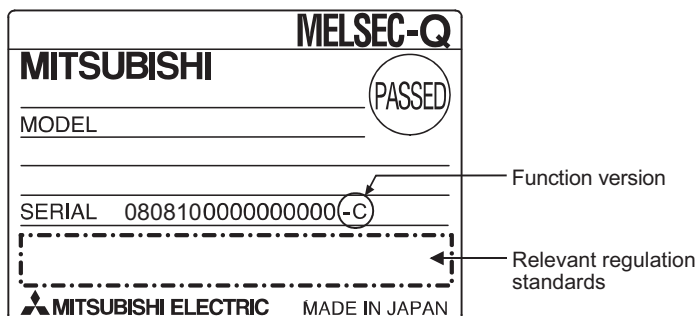 MELSEC-Q
MITSUBISHI
PASSED
MODEL
Function version
SERIAL 0808100000000000-C
Relevant regulation
standards
MITSUBISHI ELECTRIC MADE IN JAPAN